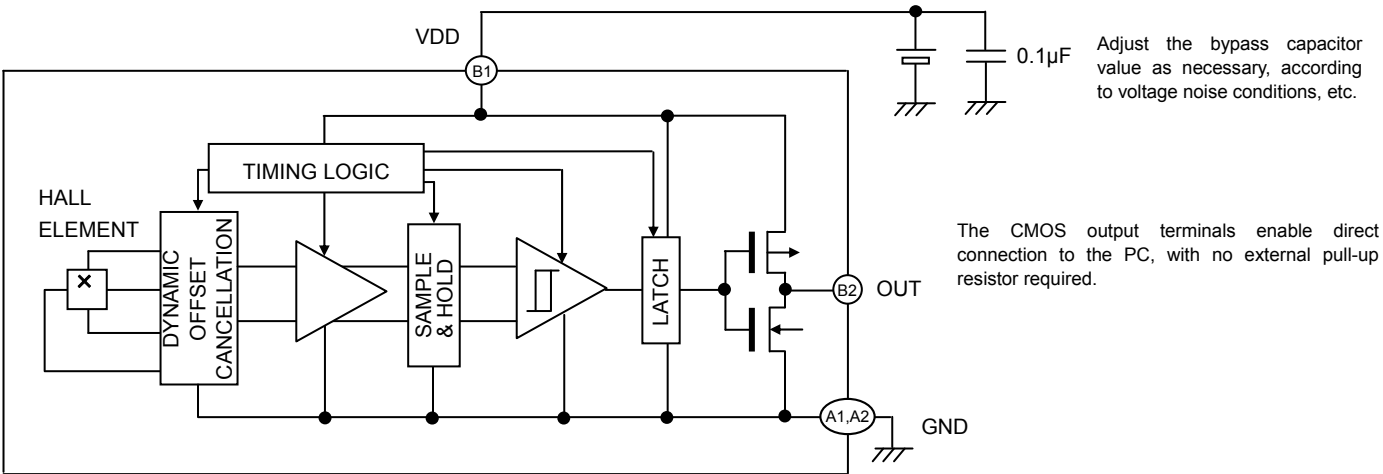 VDD
B1
0.1µF
Adjust the bypass capacitor
value as necessary, according
to voltage noise conditions, etc.
TIMING LOGIC
HALL
ELEMENT
DYNAMIC
OFFSET
CANCELLATION
×
SAMPLE
& HOLD
LATCH
The CMOS output terminals enable direct
connection to the PC, with no external pull-up
resistor required.
B2
OUT
A1,A2
GND